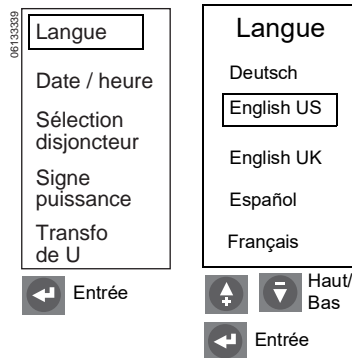 06133339
Langue
Date / heure
Sélection
disjoncteur
Signe
puissance
Transfo
de U
Entrée
Langue
Deutsch
English US
English UK
Español
Français
Haut/
Bas
Entrée